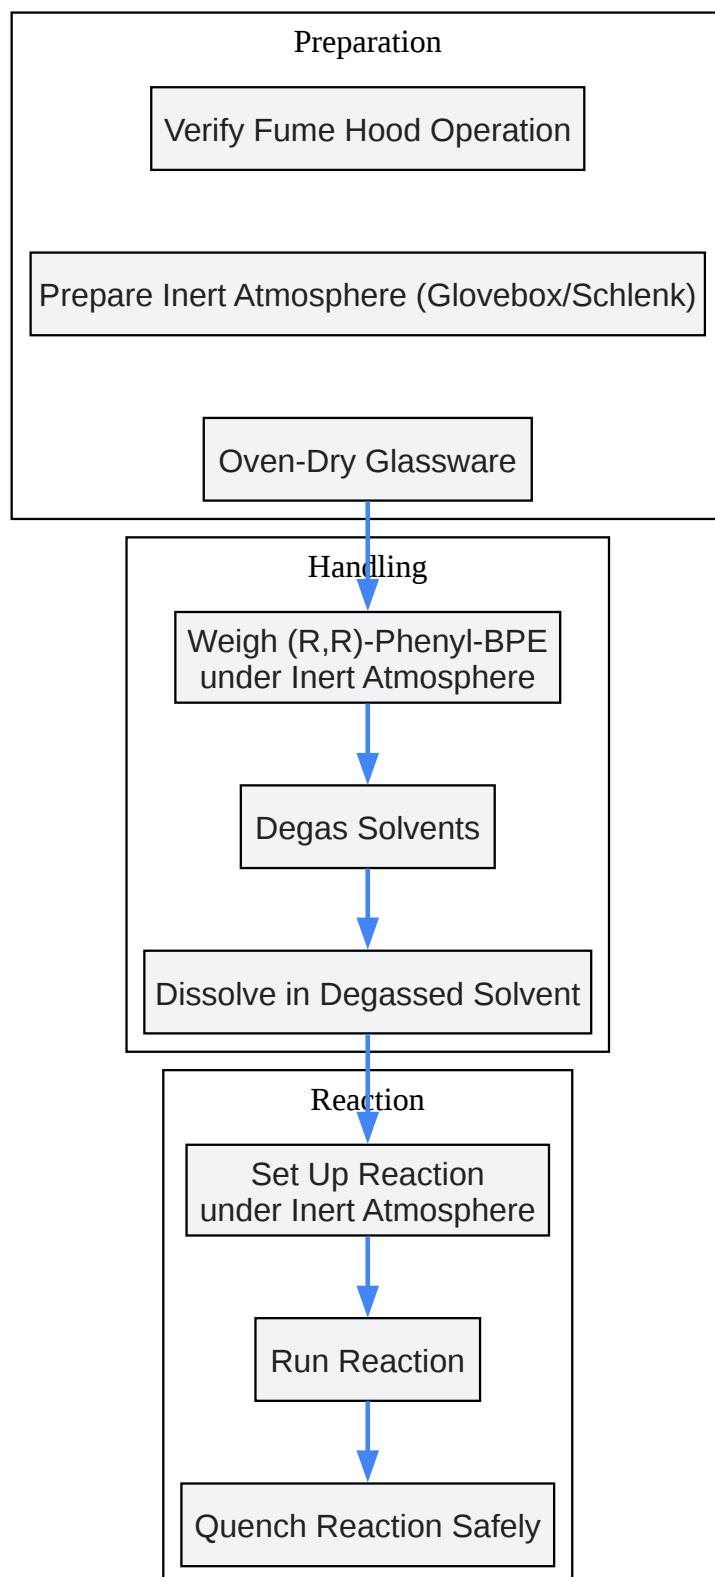 Preparation
Verify Fume Hood Operation
Prepare Inert Atmosphere (Glovebox/Schlenk)
Oven-Dry Glassware
Handling
Weigh (R,R)-Phenyl-BPE
under Inert Atmosphere
Degas Solvents
Dissolve in Degassed Solvent
Reaction
Set Up Reaction
under Inert Atmosphere
Run Reaction
Quench Reaction Safely